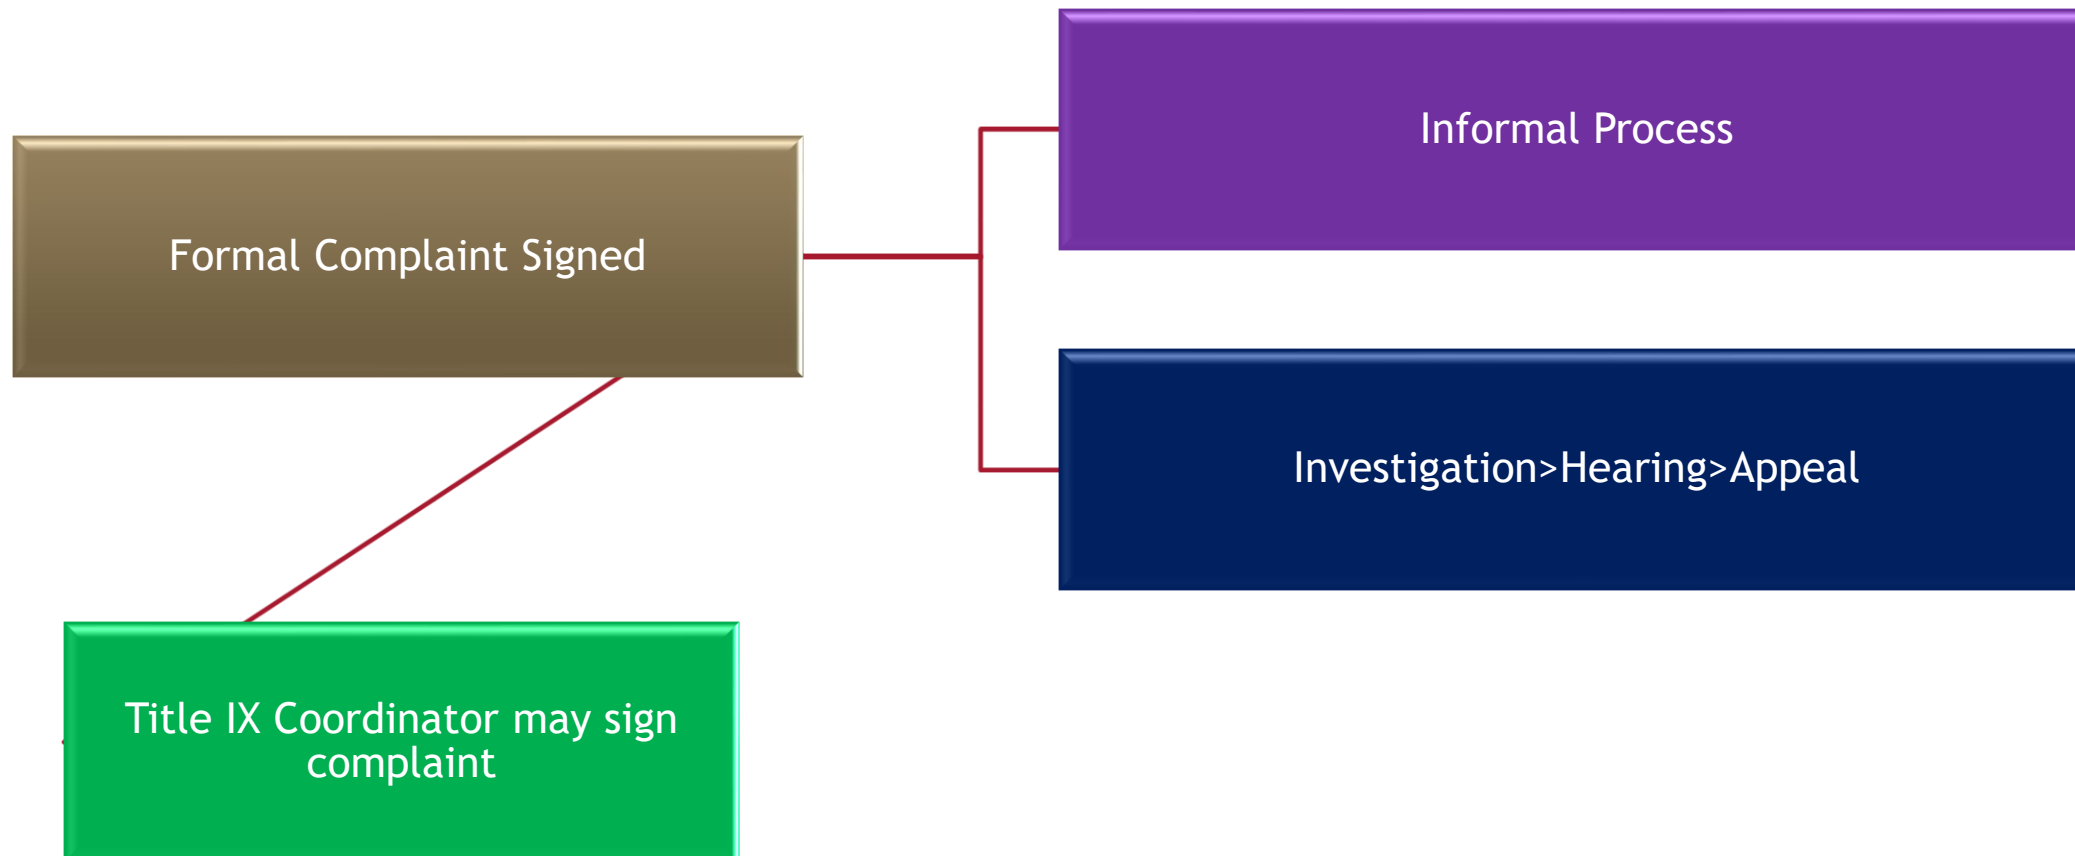 Informal Process
Formal Complaint Signed
Investigation>Hearing>Appeal
Title IX Coordinator may sign
complaint